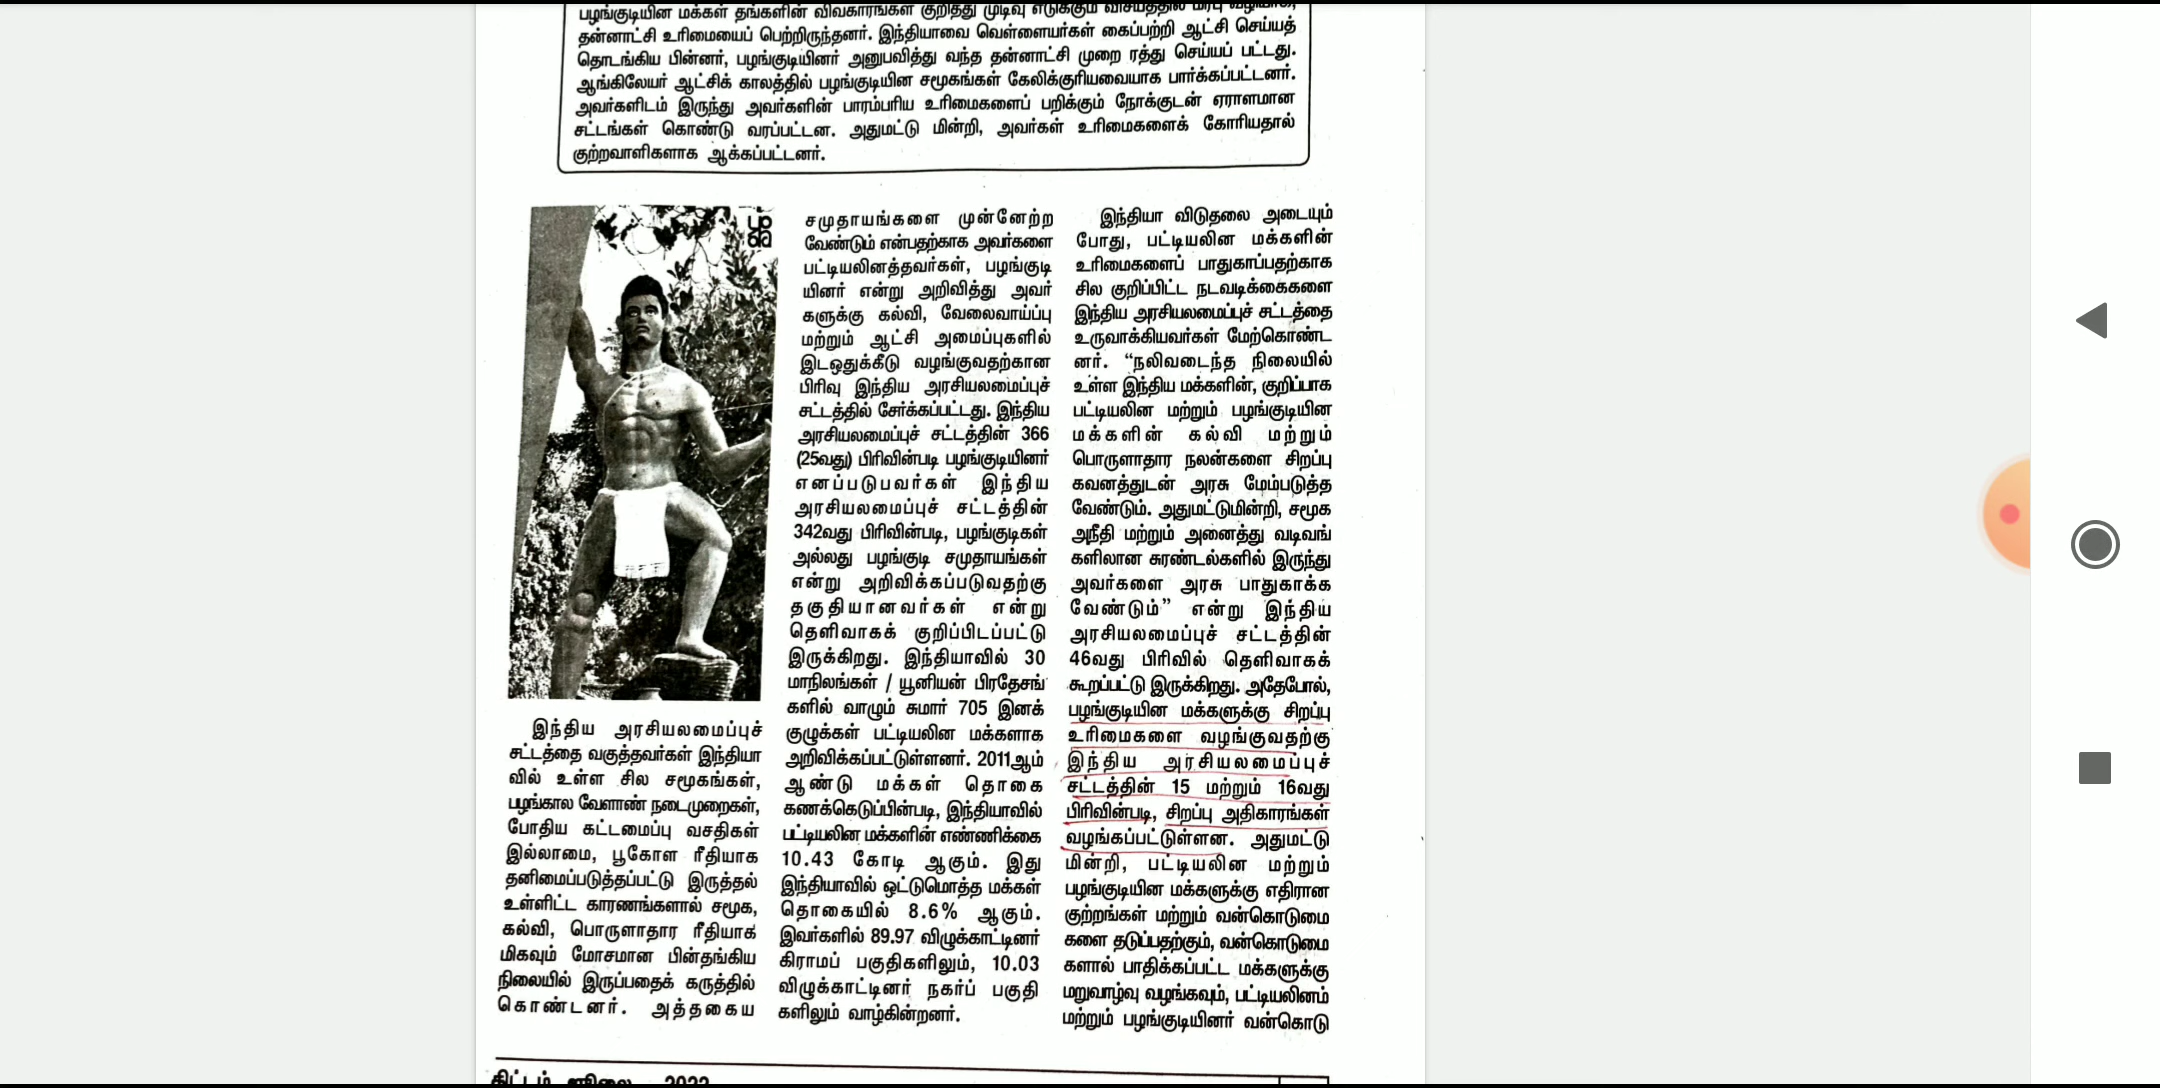 பழங்குடியின மக்கள் தங்களின் விவகாரங்கள் குறித்து முடிவு எடுக்கும் விசயத்தில் மரபு வழியாக,
தன்னாட்சி உரிமையைப் பெற்றிருந்தனர். இந்தியாவை வெள்ளையர்கள் கைப்பற்றி ஆட்சி செய்யத்
தொடங்கிய பின்னர், பழங்குடியினர் அனுபவித்து வந்த தன்னாட்சி முறை ரத்து செய்யப் பட்டது.
ஆங்கிலேயர் ஆட்சிக் காலத்தில் பழங்குடியின சமூகங்கள் கேலிக்குரியவையாக பார்க்கப்பட்டனர்.
அவர்களிடம் இருந்து அவர்களின் பாரம்பரிய உரிமைகளைப் பறிக்கும் நோக்குடன் ஏராளமான
சட்டங்கள் கொண்டு வரப்பட்டன. அதுமட்டு மின்றி, அவர்கள் உரிமைகளைக் கோரியதால்
குற்றவாளிகளாக ஆக்கப்பட்டனர்.
இந்திய அரசியலமைப்புச்
சட்டத்தை வகுத்தவர்கள் இந்தியா
வில் உள்ள சில சமூகங்கள்,
பழங்கால வேளாண் நடைமுறைகள்,
போதிய கட்டமைப்பு வசதிகள்
இல்லாமை, பூகோள ரீதியாக
தனிமைப்படுத்தப்பட்டு இருத்தல்
உள்ளிட்ட காரணங்களால் சமூக,
கல்வி, பொருளாதார ரீதியாக
மிகவும் மோசமான பின்தங்கிய
நிலையில் இருப்பதைக் கருத்தில்
கொண்டனர். அத்தகைய
சமுதாயங்களை முன்னேற்ற
வேண்டும் என்பதற்காக அவர்களை
பட்டியலினத்தவர்கள், பழங்குடி
யினர் என்று அறிவித்து அவர்
களுக்கு கல்வி, வேலைவாய்ப்பு
மற்றும் ஆட்சி அமைப்புகளில்
இடஒதுக்கீடு வழங்குவதற்கான
பிரிவு இந்திய அரசியலமைப்புச்
சட்டத்தில் சேர்க்கப்பட்டது. இந்திய
அரசியலமைப்புச் சட்டத்தின் 366
(25வது) பிரிவின்படி பழங்குடியினர்
எனப்படுபவர்கள் இந்திய
அரசியலமைப்புச் சட்டத்தின்
342வது பிரிவின்படி, பழங்குடிகள்
அல்லது பழங்குடி சமுதாயங்கள்
என்று அறிவிக்கப்படுவதற்கு
தகுதியானவர்கள் என்று
தெளிவாகக் குறிப்பிடப்பட்டு
இருக்கிறது. இந்தியாவில் 30
மாநிலங்கள் / யூனியன் பிரதேசங்
களில் வாழும் சுமார் 705 இனக்
குழுக்கள் பட்டியலின மக்களாக
அறிவிக்கப்பட்டுள்ளனர். 2011ஆம்
ஆண்டு மக்கள் தொகை
கணக்கெடுப்பின்படி, இந்தியாவில்
பட்டியலின மக்களின் எண்ணிக்கை
10.43 கோடி ஆகும். இது
இந்தியாவில் ஒட்டுமொத்த மக்கள்
தொகையில் 8.6% ஆகும்.
இவர்களில் 89.97 விழுக்காட்டினர்
கிராமப் பகுதிகளிலும், 10.03
விழுக்காட்டினர் நகர்ப் பகுதி
களிலும் வாழ்கின்றனர்.
இந்தியா விடுதலை அடையும்
போது, பட்டியலின மக்களின்
உரிமைகளைப் பாதுகாப்பதற்காக
சில குறிப்பிட்ட நடவடிக்கைகளை
இந்திய அரசியலமைப்புச் சட்டத்தை
உருவாக்கியவர்கள் மேற்கொண்ட
னர். “நலிவடைந்த நிலையில்
உள்ள இந்திய மக்களின், குறிப்பாக
பட்டியலின மற்றும் பழங்குடியின
மக்களின் கல்வி மற்றும்
பொருளாதார நலன்களை சிறப்பு
கவனத்துடன் அரசு மேம்படுத்த
வேண்டும். அதுமட்டுமின்றி, சமூக
அநீதி மற்றும் அனைத்து வடிவங்
களிலான சுரண்டல்களில் இருந்து
அவர்களை அரசு பாதுகாக்க
வேண்டும்” என்று இந்திய
அரசியலமைப்புச் சட்டத்தின்
46வது பிரிவில் தெளிவாகக்
கூறப்பட்டு இருக்கிறது. அதேபோல்,
பழங்குடியின மக்களுக்கு சிறப்பு
உரிமைகளை வழங்குவதற்கு
இந்திய அரசியலமைப்புச்
சட்டத்தின் 15 மற்றும் 16வது
பிரிவின்படி, சிறப்பு அதிகாரங்கள்
வழங்கப்பட்டுள்ளன. அதுமட்டு
மின்றி, பட்டியலின மற்றும்
பழங்குடியின மக்களுக்கு எதிரான
குற்றங்கள் மற்றும் வன்கொடுமை
களை தடுப்பதற்கும், வன்கொடுமை
களால் பாதிக்கப்பட்ட மக்களுக்கு
மறுவாழ்வு வழங்கவும், பட்டியலினம்
மற்றும் பழங்குடியினர் வன்கொடு
திட்டம் ஜூலை 2022